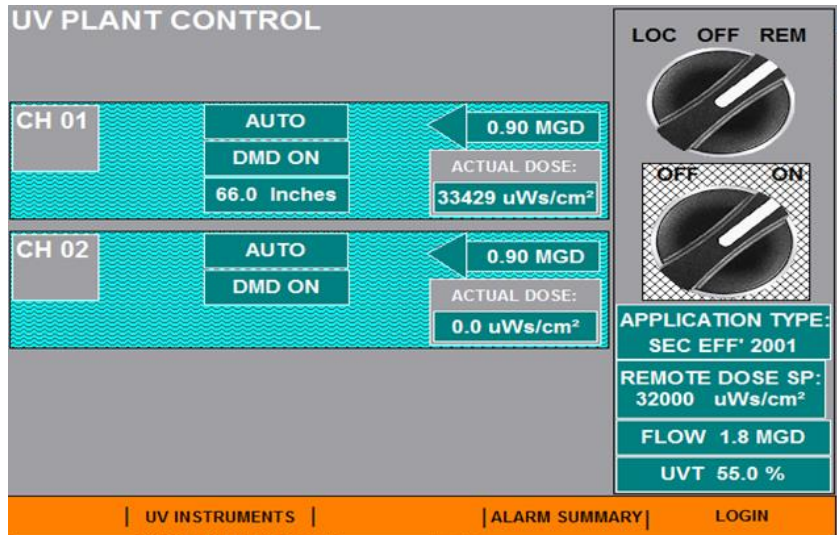 UV PLANT CONTROL
LOC OFF REM
CH 01
AUTO
0.90 MGD
DMD ON
ACTUAL DOSE:
66.0 Inches
33429 uWs/cm²
OFF ON
CH 02
AUTO
0.90 MGD
DMD ON
ACTUAL DOSE:
0.0 uWs/cm²
APPLICATION TYPE:
SEC EFF' 2001
REMOTE DOSE SP:
32000 uWs/cm²
FLOW 1.8 MGD
UVT 55.0 %
| UV INSTRUMENTS | |ALARM SUMMARY| LOGIN